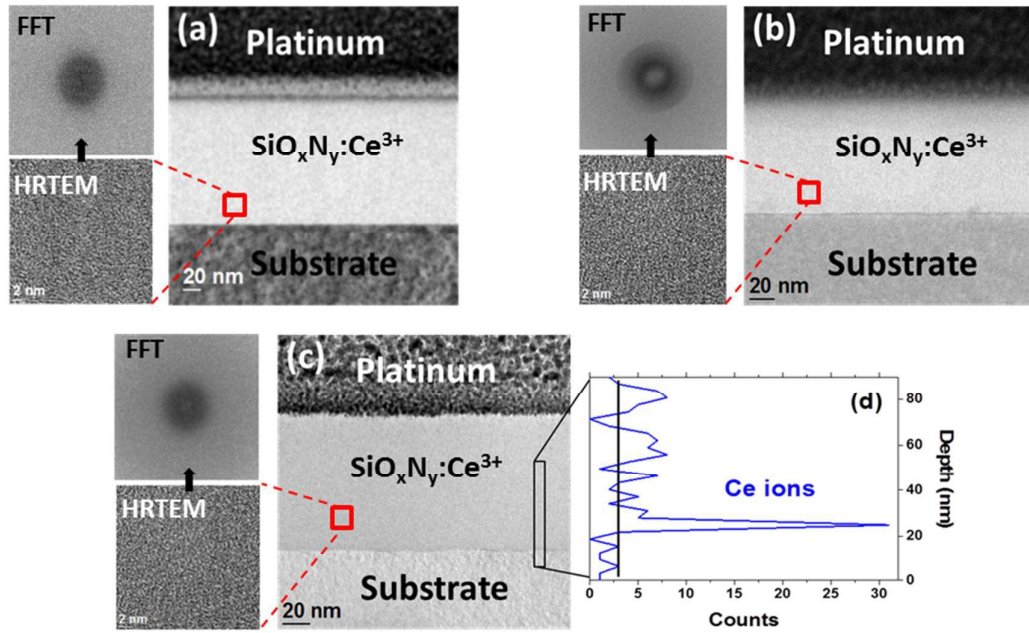 FFT
(a)
Platinum
SiOxNy:Ce3+
HRTEM
2 nm
Substrate
20 nm
FFT
(b)
Platinum
SiOxNy:Ce3+
HRTEM
2 nm
Substrate
20 nm
FFT
(c)
Platinum
SiOxNy:Ce3+
HRTEM
2 nm
Substrate
20 nm
(d)
Ce ions
80
60
40
20
0
Depth (nm)
0 5 10 15 20 25 30
Counts